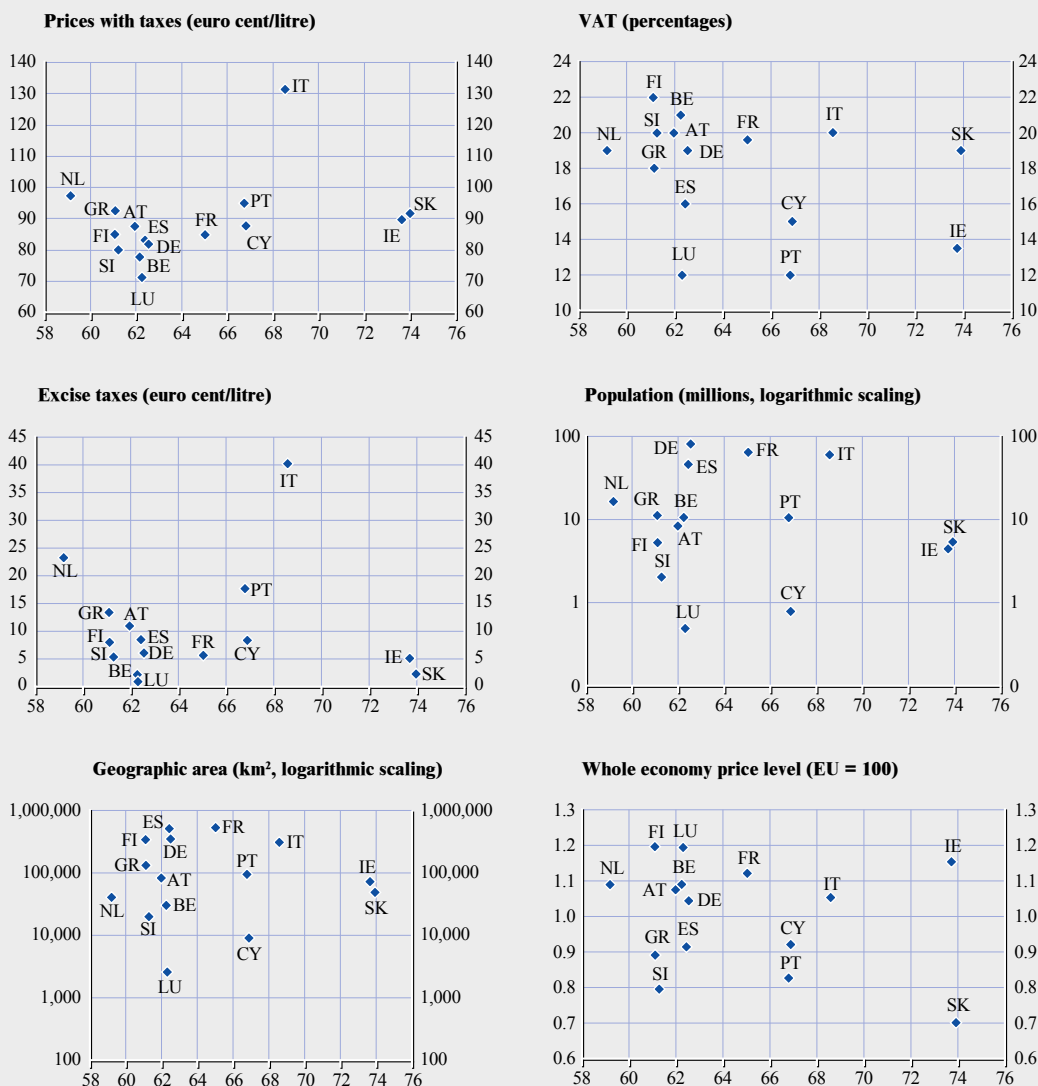 Prices with taxes (euro cent/litre)
140 140
130 130
IT
120 120
110 110
100 100
NL
PT
SK
GR AT
90 90
ES FR
FI DE CY IE
80 80
SI BE
70 70
LU
60 60
58 60 62 64 66 68 70 72 74 76
VAT (percentages)
24 24
FI
22 22
BE
SI IT
NL AT FR SK
20 20
GR DE
18 18
ES
16 16
CY
IE
14 14
LU PT
12 12
10 10
58 60 62 64 66 68 70 72 74 76
Excise taxes (euro cent/litre)
45 45
40 40
IT
35 35
30 30
25 25
NL
20 20
PT
15 15
GR AT
10 10
FI ES FR
SI DE CY IE
5 5
BE LU SK
0 0
58 60 62 64 66 68 70 72 74 76
Population (millions, logarithmic scaling)
100 100
DE FR IT
ES
NL
GR BE PT
10 10
SK
FI AT IE
SI
CY
1 1
LU
0 0
58 60 62 64 66 68 70 72 74 76
Geographic area (km², logarithmic scaling)
1,000,000 1,000,000
ES FR
FI DE IT
GR PT IE
100,000 100,000
AT
NL BE SK
SI
10,000 10,000
CY
LU
1,000 1,000
100 100
58 60 62 64 66 68 70 72 74 76
Whole economy price level (EU = 100)
1.3 1.3
FI LU
1.2 1.2
IE
NL BE FR
1.1 1.1
AT IT
DE
1.0 1.0
GR ES CY
0.9 0.9
SI PT
0.8 0.8
SK
0.7 0.7
0.6 0.6
58 60 62 64 66 68 70 72 74 76